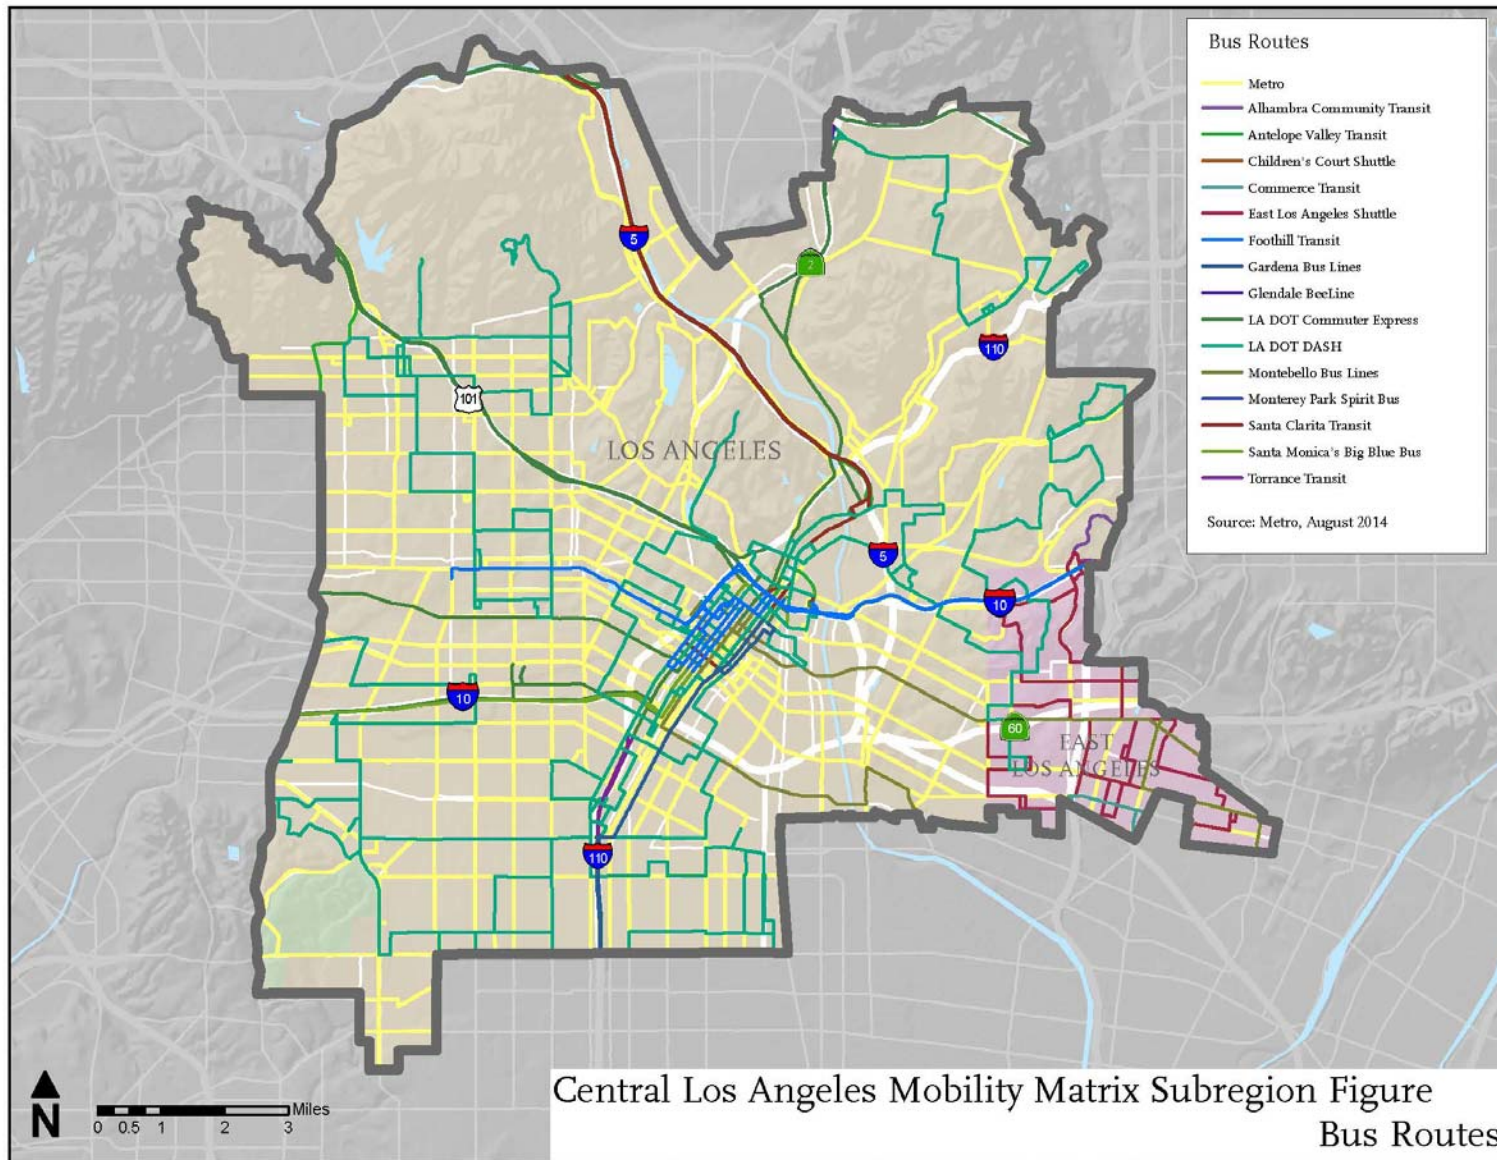 Bus Routes
Metro
Alhambra Community Transit
Antelope Valley Transit
Children's Court Shuttle
Commerce Transit
East Los Angeles Shuttle
Foothill Transit
Gardena Bus Lines
Glendale BeeLine
LA DOT Commuter Express
LA DOT DASH
Montebello Bus Lines
Monterey Park Spirit Bus
Santa Clarita Transit
Santa Monica's Big Blue Bus
Torrance Transit
Source: Metro, August 2014
5
2
110
101
LOS ANGELES
5
10
10
60
EAST
LOS ANGELES
110
N
Miles
0 0.5 1 2 3
Central Los Angeles Mobility Matrix Subregion Figure
Bus Routes